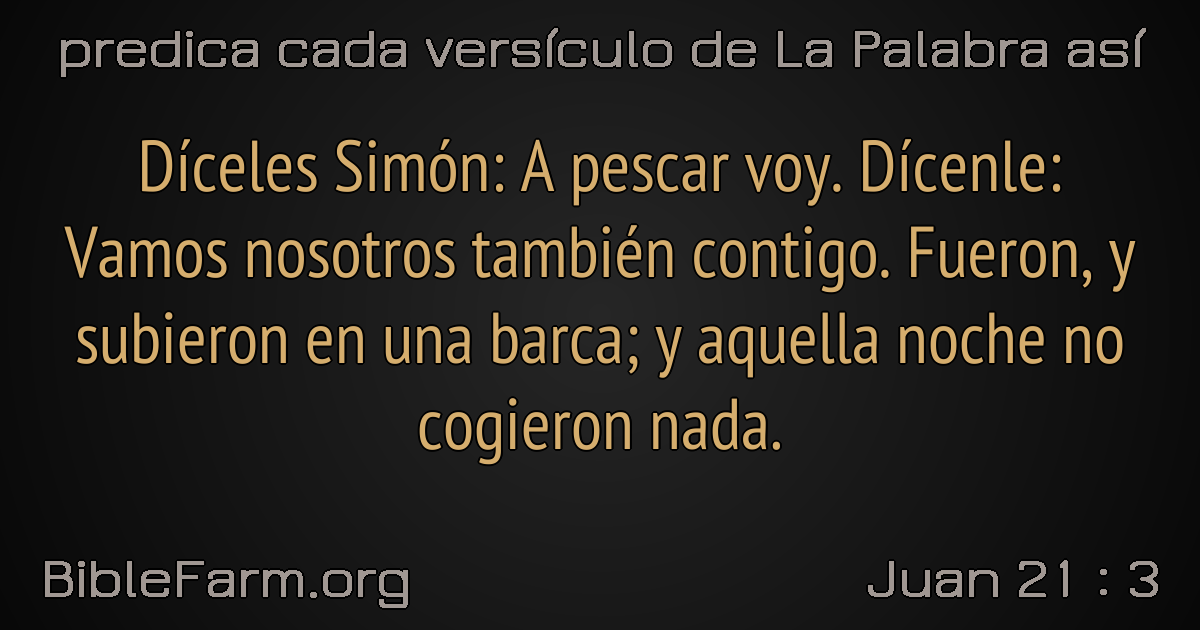 predica cada versículo de La Palabra así
Díceles Simón: A pescar voy. Dícenle:
Vamos nosotros también contigo. Fueron, y
subieron en una barca; y aquella noche no
cogieron nada.
BibleFarm.org
Juan 21 : 3